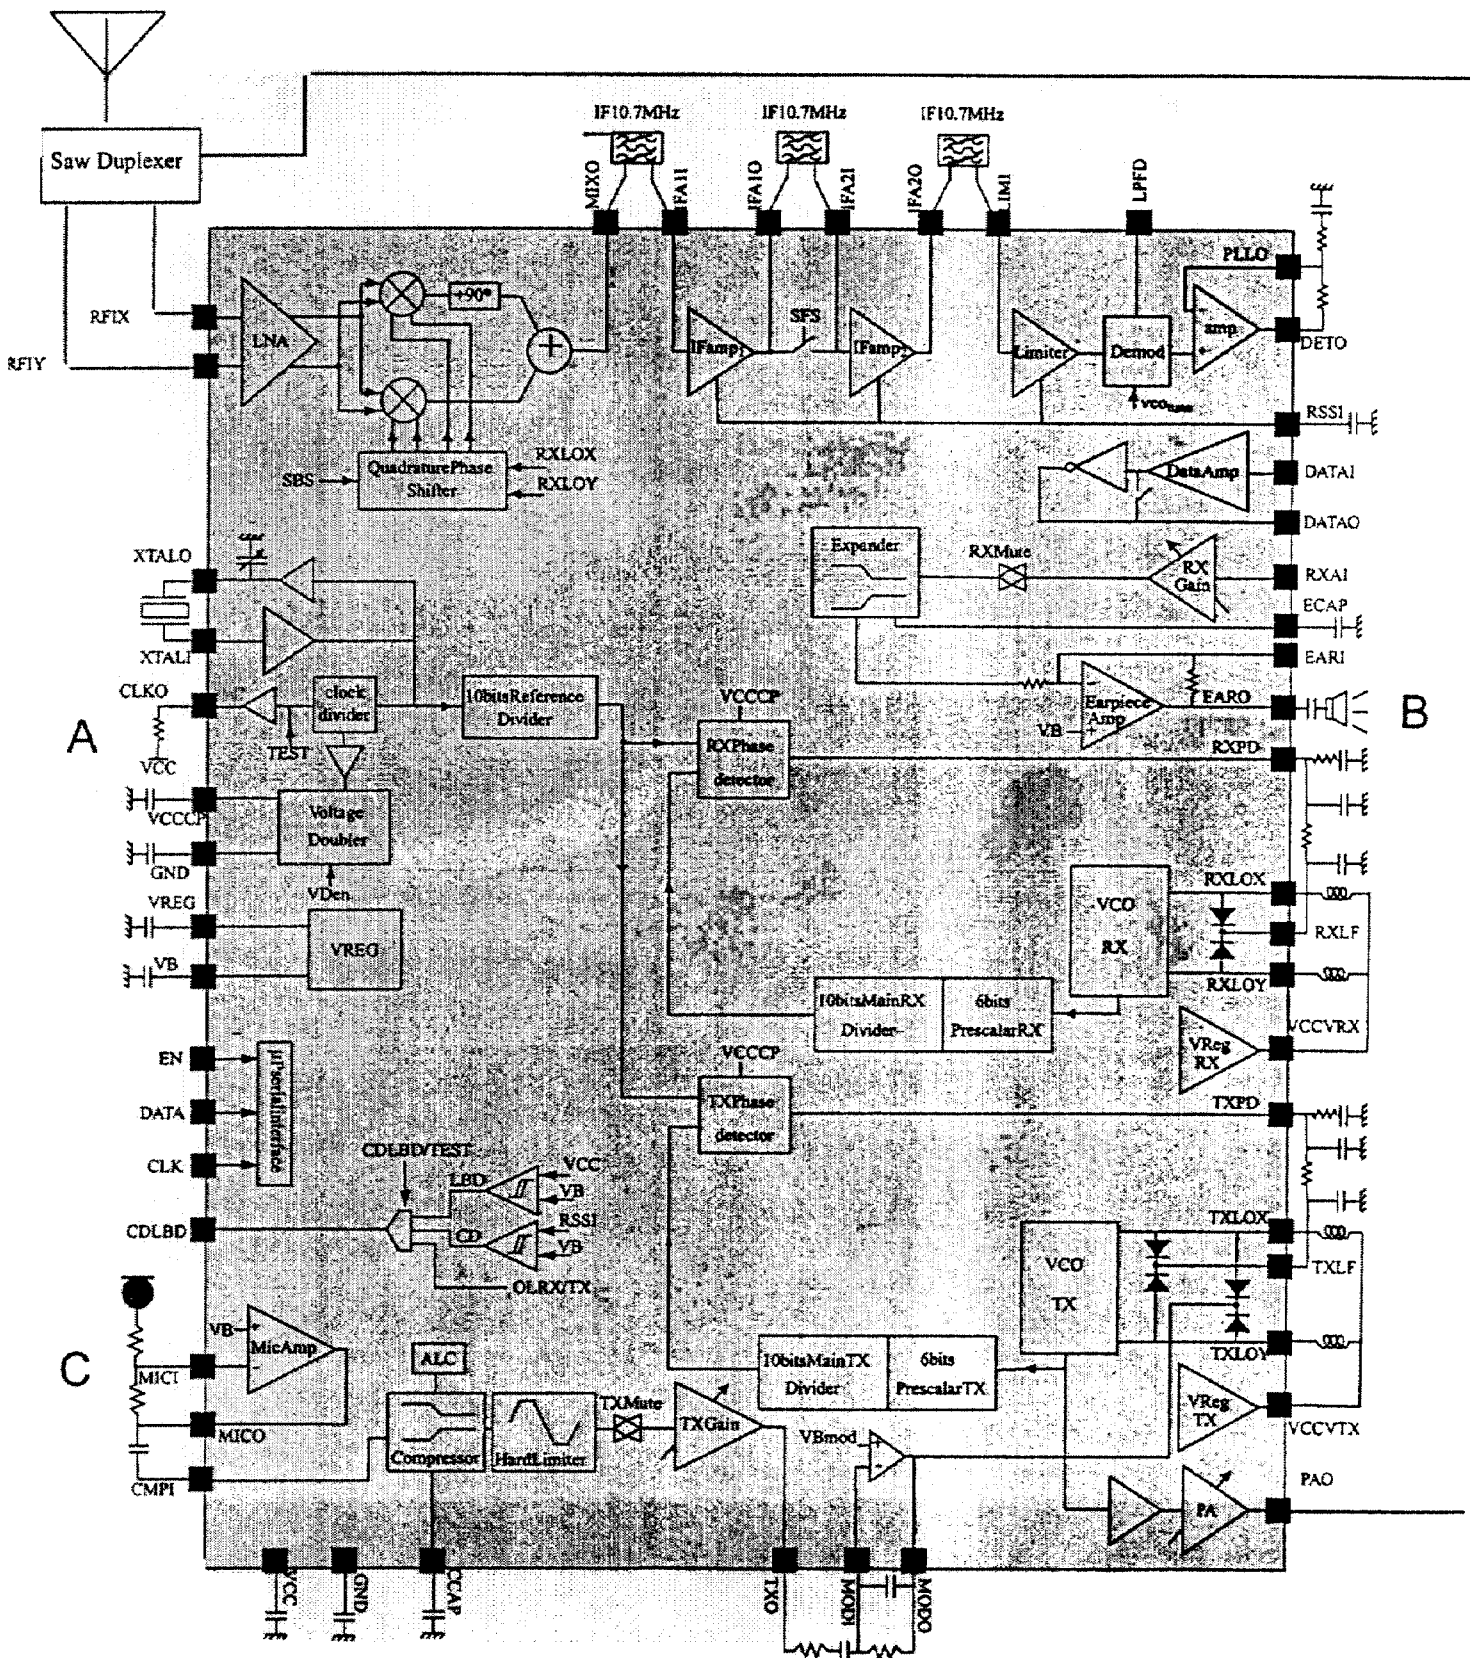 IF10.7MHz
IF10.7MHz
IF10.7MHz
Saw Duplexer
MIXO
IFA1I
IFA1O
IFA2I
IFA2O
LIMI
LPFD
PLLO
RFIX
LNA
+90°
SFS
IFamp1
IFamp2
Limiter
Demod
amp
DETO
RFIY
RSSI
SBS
QuadraturePhase
Shifter
RXLOX
RXLOY
DataAmp
DATAI
DATAO
XTALO
Expander
RXMute
RX
Gain
RXAI
ECAP
XTALI
EARI
CLKO
clock
divider
10bitsReference
Divider
VCCCP
Earpiece
Amp
EARO
A
B
TEST
VB
RXPhase
detector
RXPD
VCC
VCCCP
Voltage
Doubler
GND
VDen
VREG
VREG
VB
VCO
RX
RXLOX
RXLF
RXLOY
10bitsMainRX
Divider
6bits
PrescalarRX
VReg
RX
VCCVRX
EN
DATA
CLK
µPserialinterface
VCCCP
TXPhase
detector
TXPD
CDLBD/TEST
LBD
VCC
VB
CDLBD
CD
RSSI
VB
OLRX/TX
VCO
TX
TXLOX
TXLF
TXLOY
VB
MicAmp
C
MICI
MICO
CMPI
ALC
Compressor
HardLimiter
TXMute
TXGain
10bitsMainTX
Divider
6bits
PrescalarTX
VReg
TX
VCCVTX
VBmod
PA
PAO
VCC
GND
CCAP
TXO
MODI
MODO